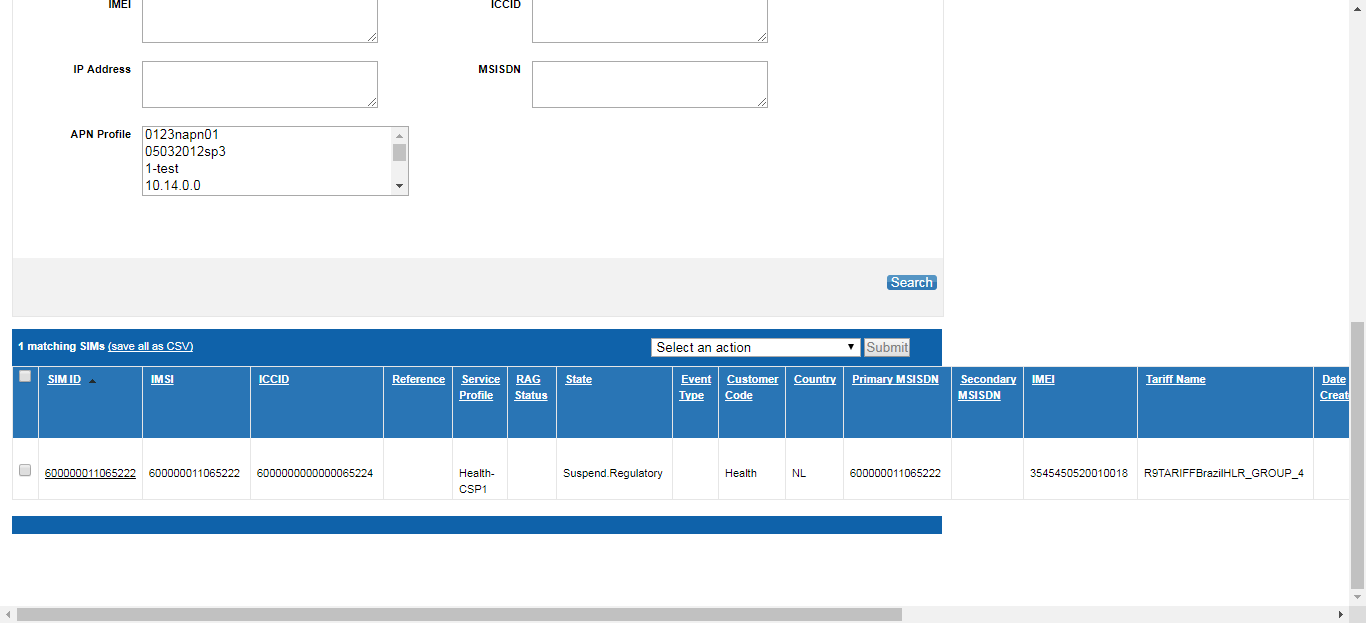 IMEI ICCID
IP Address MSISDN
APN Profile
0123napn01
05032012sp3
1-test
10.14.0.0
Search
1 matching SIMs (save all as CSV) Select an action Submit
SIM ID IMSI ICCID Reference Service Profile RAG Status State Event Type Customer Code Country Primary MSISDN Secondary MSISDN IMEI Tariff Name Date Creat
600000011065222 600000011065222 6000000000000065224 Health-CSP1 Suspend.Regulatory Health NL 600000011065222 3545450520010018 R9TARIFFBrazilHLR_GROUP_4